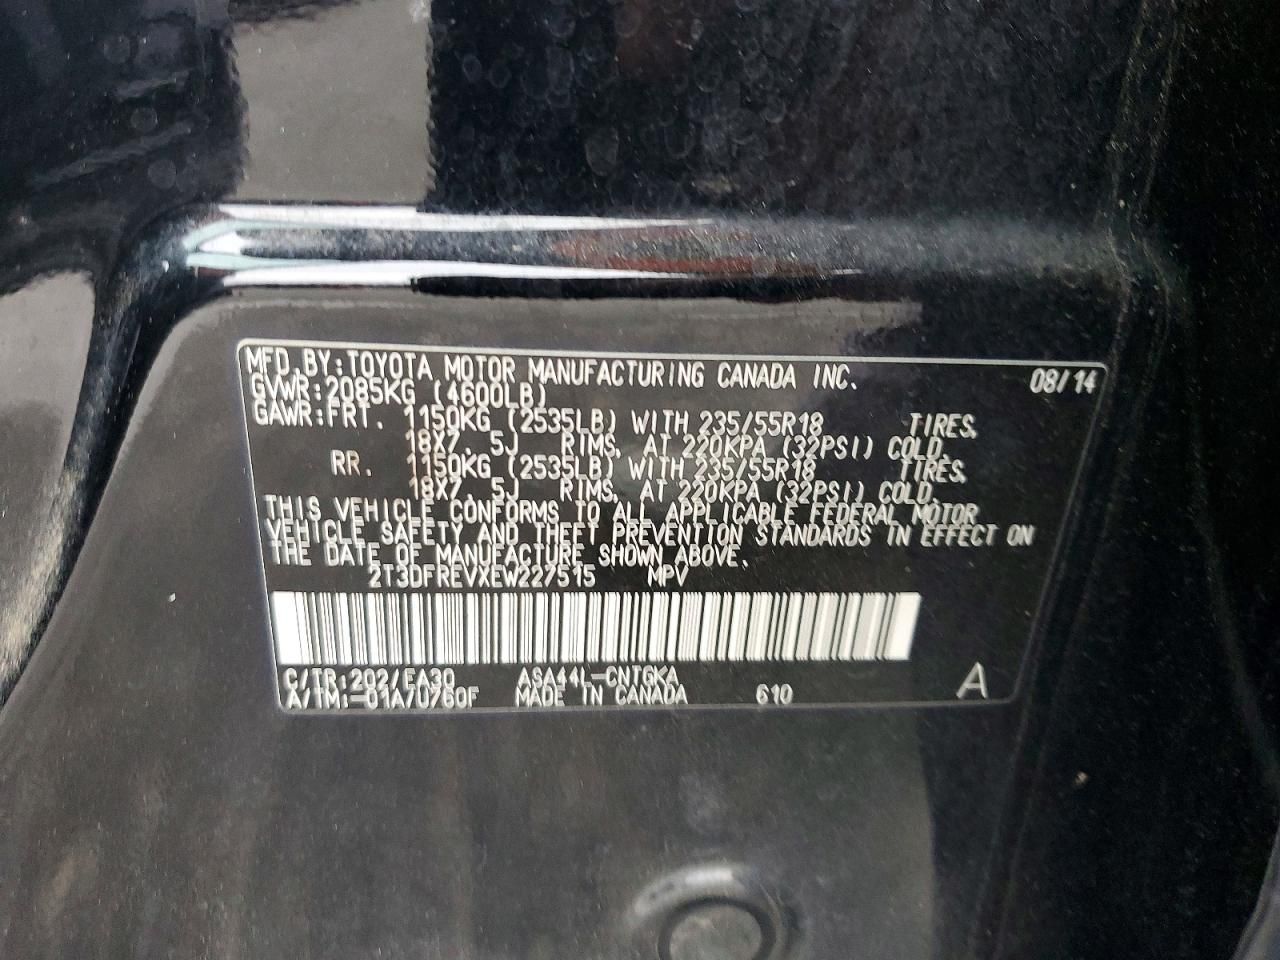 MFD.BY:TOYOTA MOTOR MANUFACTURING CANADA INC. 08/14
GVWR:2085KG (4600LB)
GAWR:FRT. 1150KG (2535LB) WITH 235/55R18 TIRES,
18X7. 5J RIMS, AT 220KPA (32PSI) COLD.
RR. 1150KG (2535LB) WITH 235/55R18 TIRES,
18X7. 5J RIMS, AT 220KPA (32PSI) COLD.
THIS VEHICLE CONFORMS TO ALL APPLICABLE FEDERAL MOTOR
VEHICLE SAFETY AND THEFT PREVENTION STANDARDS IN EFFECT ON
THE DATE OF MANUFACTURE SHOWN ABOVE.
2T3DFREVXEW227515 MPV
C/TR:202/FA30 ASA44L-CNTGKA
A/TM:-01A/U760F MADE IN CANADA 610 A